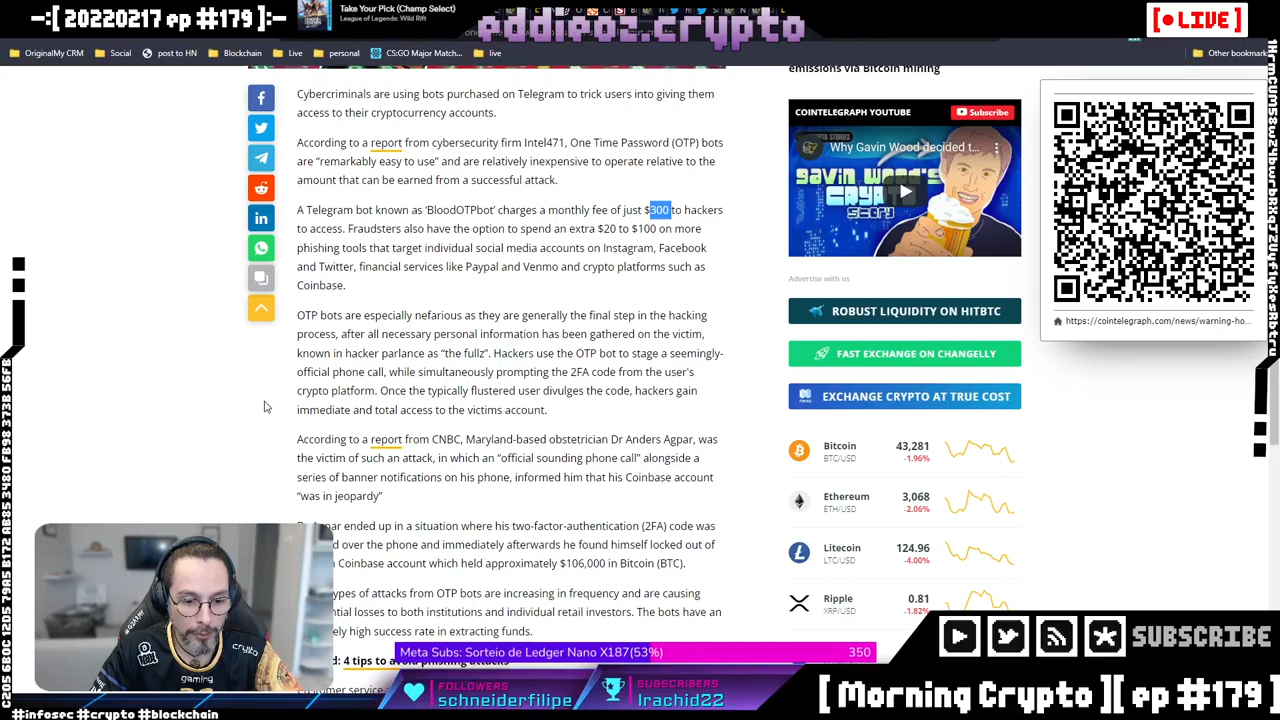 -:[ 20220217 ep #179 ]:-
Take Your Pick (Champ Select)
League of Legends: Wild Rift
addie02.crypto
[ LIVE ]
OriginalMy CRM
Social
post to HN
Blockchain
Live
personal
CS:GO Major Match...
live
Other bookmark
emissions via Bitcoin mining
Cybercriminals are using bots purchased on Telegram to trick users into giving them
access to their cryptocurrency accounts.
According to a report from cybersecurity firm Intel471, One Time Password (OTP) bots
are “remarkably easy to use” and are relatively inexpensive to operate relative to the
amount that can be earned from a successful attack.
A Telegram bot known as ‘BloodOTPbot’ charges a monthly fee of just $300 to hackers
to access. Fraudsters also have the option to spend an extra $20 to $100 on more
phishing tools that target individual social media accounts on Instagram, Facebook
and Twitter, financial services like Paypal and Venmo and crypto platforms such as
Coinbase.
OTP bots are especially nefarious as they are generally the final step in the hacking
process, after all necessary personal information has been gathered on the victim,
known in hacker parlance as “the fullz”. Hackers use the OTP bot to stage a seemingly-
official phone call, while simultaneously prompting the 2FA code from the user's
crypto platform. Once the typically flustered user divulges the code, hackers gain
immediate and total access to the victims account.
According to a report from CNBC, Maryland-based obstetrician Dr Anders Agpar, was
the victim of such an attack, in which an “official sounding phone call” alongside a
series of banner notifications on his phone, informed him that his Coinbase account
“was in jeopardy”
ended up in a situation where his two-factor-authentication (2FA) code was
over the phone and immediately afterwards he found himself locked out of
Coinbase account which held approximately $106,000 in Bitcoin (BTC).
ypes of attacks from OTP bots are increasing in frequency and are causing
ntial losses to both institutions and individual retail investors. The bots have an
ely high success rate in extracting funds.
d: 4 tips to avoid phishing attacks
COINTELEGRAPH YOUTUBE
Subscribe
CRYPTO STORIES
Why Gavin Wood decided t...
GAVIN WOOD'S
STORY
Advertise with us
ROBUST LIQUIDITY ON HITBTC
FAST EXCHANGE ON CHANGELLY
EXCHANGE CRYPTO AT TRUE COST
Bitcoin 43,281
BTC/USD -1.96%
Ethereum 3,068
ETH/USD -2.06%
Litecoin 124.96
LTC/USD -4.00%
Ripple 0.81
XRP/USD -1.82%
https://cointelegraph.com/news/warning-ho...
crypto
gaming
Meta Subs: Sorteio de Ledger Nano X187(53%) 350
FOLLOWERS
schneiderfilipe
SUBSCRIBERS
lrachid22
SUBSCRIBE
[ Morning Crypto ][ ep #179 ]
#infosec #crypto #blockchain